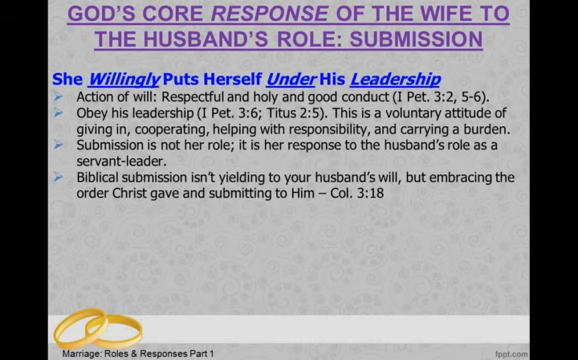 GOD'S CORE RESPONSE OF THE WIFE TO
THE HUSBAND'S ROLE: SUBMISSION
She Willingly Puts Herself Under His Leadership
➢ Action of will: Respectful and holy and good conduct (I Pet. 3:2, 5-6).
➢ Obey his leadership (I Pet. 3:6; Titus 2:5). This is a voluntary attitude of
giving in, cooperating, helping with responsibility, and carrying a burden.
➢ Submission is not her role; it is her response to the husband's role as a
servant-leader.
➢ Biblical submission isn't yielding to your husband's will, but embracing the
order Christ gave and submitting to Him – Col. 3:18
Marriage: Roles & Responses Part 1
fppt.com